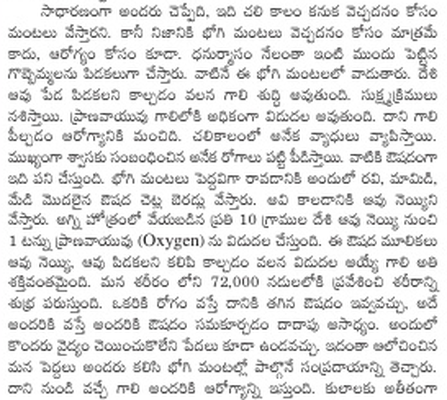 సాధారణంగా అందరు చెప్పేది, ఇది చలి కాలం కనుక వెచ్చదనం కోసం
మంటలు వేస్తారని. కానీ నిజానికి భోగి మంటలు వెచ్చదనం కోసం మాత్రమే
కాదు, ఆరోగ్యం కోసం కూడా. ధనుర్మాసం నేలంతా ఇంటి ముందు పెట్టిన
గొబ్బెమ్మలను పిడకలుగా చేస్తారు. వాటినే ఈ భోగి మంటలలో వాడుతారు. దేశి
ఆవు పేడ పిడకలని కాల్చడం వలన గాలి శుద్ధి అవుతుంది. సుక్ష్మక్రిములు
నశిస్తాయి. ప్రాణవాయువు గాలిలోకి అధికంగా విడుదల అవుతుంది. దాని గాలి
పీల్చడం ఆరోగ్యానికి మంచిది. చలికాలంలో అనేక వ్యాధులు వ్యాపిస్తాయి.
ముఖ్యంగా శ్వాసకు సంబంధించిన అనేక రోగాలు పట్టి పీడిస్తాయి. వాటికి ఔషదంగా
ఇది పని చేస్తుంది. భోగి మంటలు పెద్దవిగా రావడానికి అందులో రవి, మామిడి,
మేడి మొదలైన ఔషద చెట్ల బెరడ్లు వేస్తారు. అవి కాలడానికి ఆవు నెయ్యిని
వేస్తారు. అగ్ని హోత్రంలో వేయబడిన ప్రతి 10 గ్రాముల దేశి ఆవు నెయ్యి నుంచి
1 టన్ను ప్రాణవాయువు (Oxygen) ను విడుదల చేస్తుంది. ఈ ఔషద మూలికలు
ఆవు నెయ్యి, ఆవు పిడకలని కలిపి కాల్చడం వలన విడుదల అయ్యే గాలి అతి
శక్తివంతమైంది. మన శరీరం లోని 72,000 నడులలోకి ప్రవేశించి శరీరాన్ని
శుభ్ర పరుస్తుంది. ఒకరికి రోగం వస్తే దానికి తగిన ఔషదం ఇవ్వవచ్చు, అదే
అందరికి వస్తే అందరికి ఔషదం సమకూర్చడం దాదాపు అసాధ్యం. అందులో
కొందరు వైద్యం చెయించుకొలేని పేదలు కూడా ఉండవచ్చు. ఇదంతా ఆలోచించిన
మన పెద్దలు అందరు కలిసి భోగి మంటల్లో పాల్గొనే సంప్రదాయాన్ని తెచ్చారు.
దాని నుండి వచ్చే గాలి అందరికి ఆరోగ్యాన్ని ఇస్తుంది. కులాలకు అతీతంగా